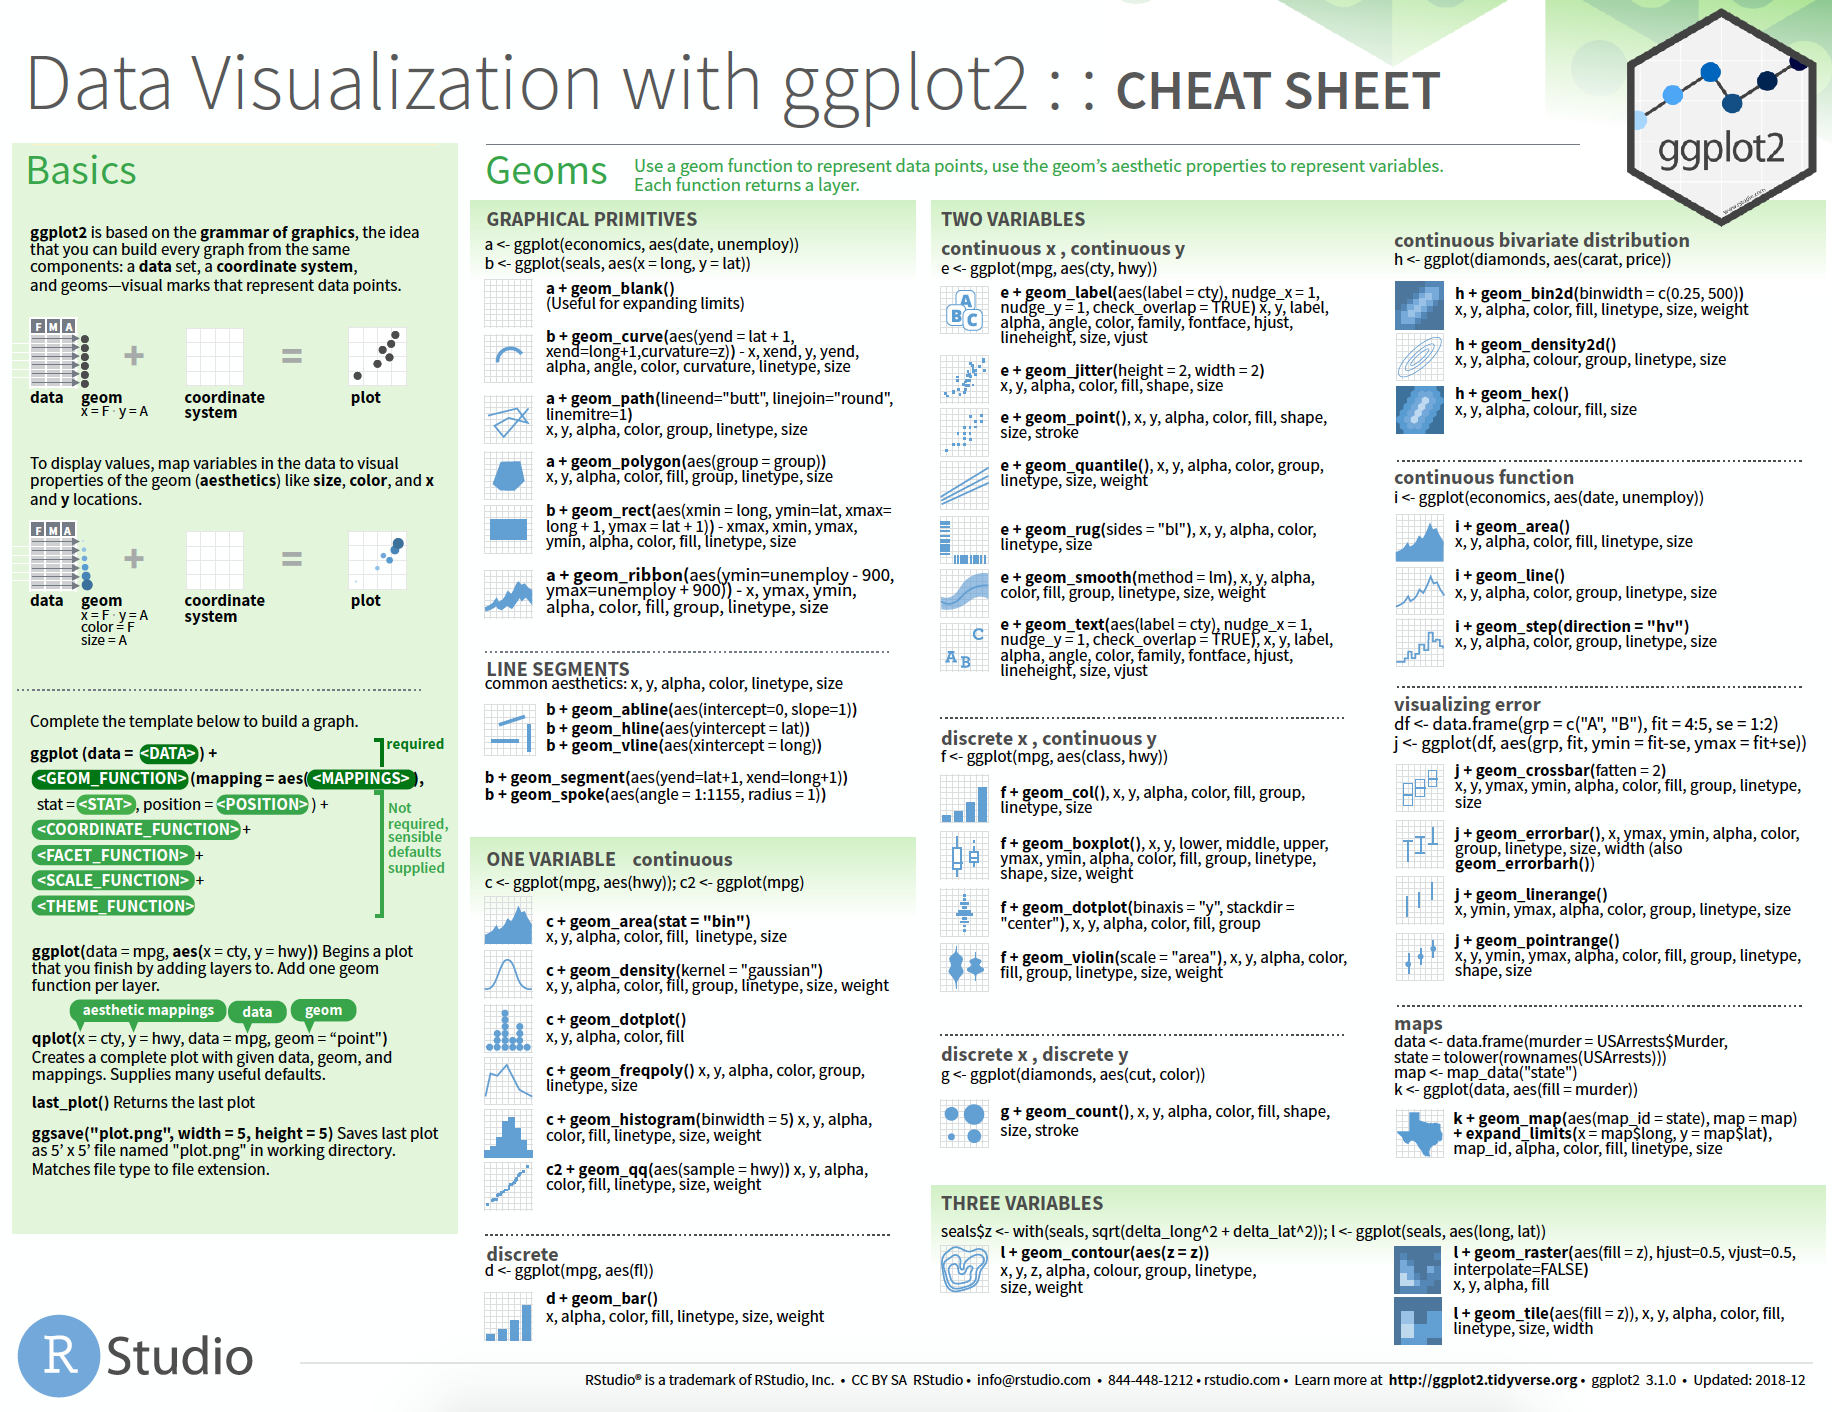 Data Visualization with ggplot2 : : CHEAT SHEET
ggplot2
www.rstudio.com
Basics
ggplot2 is based on the grammar of graphics, the idea
that you can build every graph from the same
components: a data set, a coordinate system,
and geoms—visual marks that represent data points.
F M A
+
=
data geom coordinate plot
x = F · y = A system
To display values, map variables in the data to visual
properties of the geom (aesthetics) like size, color, and x
and y locations.
F M A
+
=
data geom coordinate plot
x = F · y = A system
color = F
size = A
Complete the template below to build a graph.
ggplot (data = <DATA>) +
<GEOM_FUNCTION>(mapping = aes(<MAPPINGS>),
stat = <STAT>, position = <POSITION>) +
<COORDINATE_FUNCTION> +
<FACET_FUNCTION> +
<SCALE_FUNCTION> +
<THEME_FUNCTION>
required
Not
required,
sensible
defaults
supplied
ggplot(data = mpg, aes(x = cty, y = hwy)) Begins a plot
that you finish by adding layers to. Add one geom
function per layer.
aesthetic mappings data geom
qplot(x = cty, y = hwy, data = mpg, geom = “point")
Creates a complete plot with given data, geom, and
mappings. Supplies many useful defaults.
last_plot() Returns the last plot
ggsave("plot.png", width = 5, height = 5) Saves last plot
as 5’ x 5’ file named "plot.png" in working directory.
Matches file type to file extension.
Geoms
Use a geom function to represent data points, use the geom’s aesthetic properties to represent variables.
Each function returns a layer.
GRAPHICAL PRIMITIVES
a <- ggplot(economics, aes(date, unemploy))
b <- ggplot(seals, aes(x = long, y = lat))
a + geom_blank()
(Useful for expanding limits)
b + geom_curve(aes(yend = lat + 1,
xend=long+1,curvature=z)) - x, xend, y, yend,
alpha, angle, color, curvature, linetype, size
a + geom_path(lineend="butt", linejoin="round",
linemitre=1)
x, y, alpha, color, group, linetype, size
a + geom_polygon(aes(group = group))
x, y, alpha, color, fill, group, linetype, size
b + geom_rect(aes(xmin = long, ymin=lat, xmax=
long + 1, ymax = lat + 1)) - xmax, xmin, ymax,
ymin, alpha, color, fill, linetype, size
a + geom_ribbon(aes(ymin=unemploy - 900,
ymax=unemploy + 900)) - x, ymax, ymin,
alpha, color, fill, group, linetype, size
LINE SEGMENTS
common aesthetics: x, y, alpha, color, linetype, size
b + geom_abline(aes(intercept=0, slope=1))
b + geom_hline(aes(yintercept = lat))
b + geom_vline(aes(xintercept = long))
b + geom_segment(aes(yend=lat+1, xend=long+1))
b + geom_spoke(aes(angle = 1:1155, radius = 1))
ONE VARIABLE continuous
c <- ggplot(mpg, aes(hwy)); c2 <- ggplot(mpg)
c + geom_area(stat = "bin")
x, y, alpha, color, fill, linetype, size
c + geom_density(kernel = "gaussian")
x, y, alpha, color, fill, group, linetype, size, weight
c + geom_dotplot()
x, y, alpha, color, fill
c + geom_freqpoly() x, y, alpha, color, group,
linetype, size
c + geom_histogram(binwidth = 5) x, y, alpha,
color, fill, linetype, size, weight
c2 + geom_qq(aes(sample = hwy)) x, y, alpha,
color, fill, linetype, size, weight
discrete
d <- ggplot(mpg, aes(fl))
d + geom_bar()
x, alpha, color, fill, linetype, size, weight
TWO VARIABLES
continuous x , continuous y
e <- ggplot(mpg, aes(cty, hwy))
A
B C
e + geom_label(aes(label = cty), nudge_x = 1,
nudge_y = 1, check_overlap = TRUE) x, y, label,
alpha, angle, color, family, fontface, hjust,
lineheight, size, vjust
e + geom_jitter(height = 2, width = 2)
x, y, alpha, color, fill, shape, size
e + geom_point(), x, y, alpha, color, fill, shape,
size, stroke
e + geom_quantile(), x, y, alpha, color, group,
linetype, size, weight
e + geom_rug(sides = "bl"), x, y, alpha, color,
linetype, size
e + geom_smooth(method = lm), x, y, alpha,
color, fill, group, linetype, size, weight
C
A B
e + geom_text(aes(label = cty), nudge_x = 1,
nudge_y = 1, check_overlap = TRUE), x, y, label,
alpha, angle, color, family, fontface, hjust,
lineheight, size, vjust
discrete x , continuous y
f <- ggplot(mpg, aes(class, hwy))
f + geom_col(), x, y, alpha, color, fill, group,
linetype, size
f + geom_boxplot(), x, y, lower, middle, upper,
ymax, ymin, alpha, color, fill, group, linetype,
shape, size, weight
f + geom_dotplot(binaxis = "y", stackdir =
"center"), x, y, alpha, color, fill, group
f + geom_violin(scale = "area"), x, y, alpha, color,
fill, group, linetype, size, weight
discrete x , discrete y
g <- ggplot(diamonds, aes(cut, color))
g + geom_count(), x, y, alpha, color, fill, shape,
size, stroke
continuous bivariate distribution
h <- ggplot(diamonds, aes(carat, price))
h + geom_bin2d(binwidth = c(0.25, 500))
x, y, alpha, color, fill, linetype, size, weight
h + geom_density2d()
x, y, alpha, colour, group, linetype, size
h + geom_hex()
x, y, alpha, colour, fill, size
continuous function
i <- ggplot(economics, aes(date, unemploy))
i + geom_area()
x, y, alpha, color, fill, linetype, size
i + geom_line()
x, y, alpha, color, group, linetype, size
i + geom_step(direction = "hv")
x, y, alpha, color, group, linetype, size
visualizing error
df <- data.frame(grp = c("A", "B"), fit = 4:5, se = 1:2)
j <- ggplot(df, aes(grp, fit, ymin = fit-se, ymax = fit+se))
j + geom_crossbar(fatten = 2)
x, y, ymax, ymin, alpha, color, fill, group, linetype,
size
j + geom_errorbar(), x, ymax, ymin, alpha, color,
group, linetype, size, width (also
geom_errorbarh())
j + geom_linerange()
x, ymin, ymax, alpha, color, group, linetype, size
j + geom_pointrange()
x, y, ymin, ymax, alpha, color, fill, group, linetype,
shape, size
maps
data <- data.frame(murder = USArrests$Murder,
state = tolower(rownames(USArrests)))
map <- map_data("state")
k <- ggplot(data, aes(fill = murder))
k + geom_map(aes(map_id = state), map = map)
+ expand_limits(x = map$long, y = map$lat),
map_id, alpha, color, fill, linetype, size
THREE VARIABLES
seals$z <- with(seals, sqrt(delta_long^2 + delta_lat^2)); l <- ggplot(seals, aes(long, lat))
l + geom_contour(aes(z = z))
x, y, z, alpha, colour, group, linetype,
size, weight
l + geom_raster(aes(fill = z), hjust=0.5, vjust=0.5,
interpolate=FALSE)
x, y, alpha, fill
l + geom_tile(aes(fill = z)), x, y, alpha, color, fill,
linetype, size, width
R Studio
RStudio® is a trademark of RStudio, Inc. • CC BY SA RStudio • info@rstudio.com • 844-448-1212 • rstudio.com • Learn more at http://ggplot2.tidyverse.org • ggplot2 3.1.0 • Updated: 2018-12